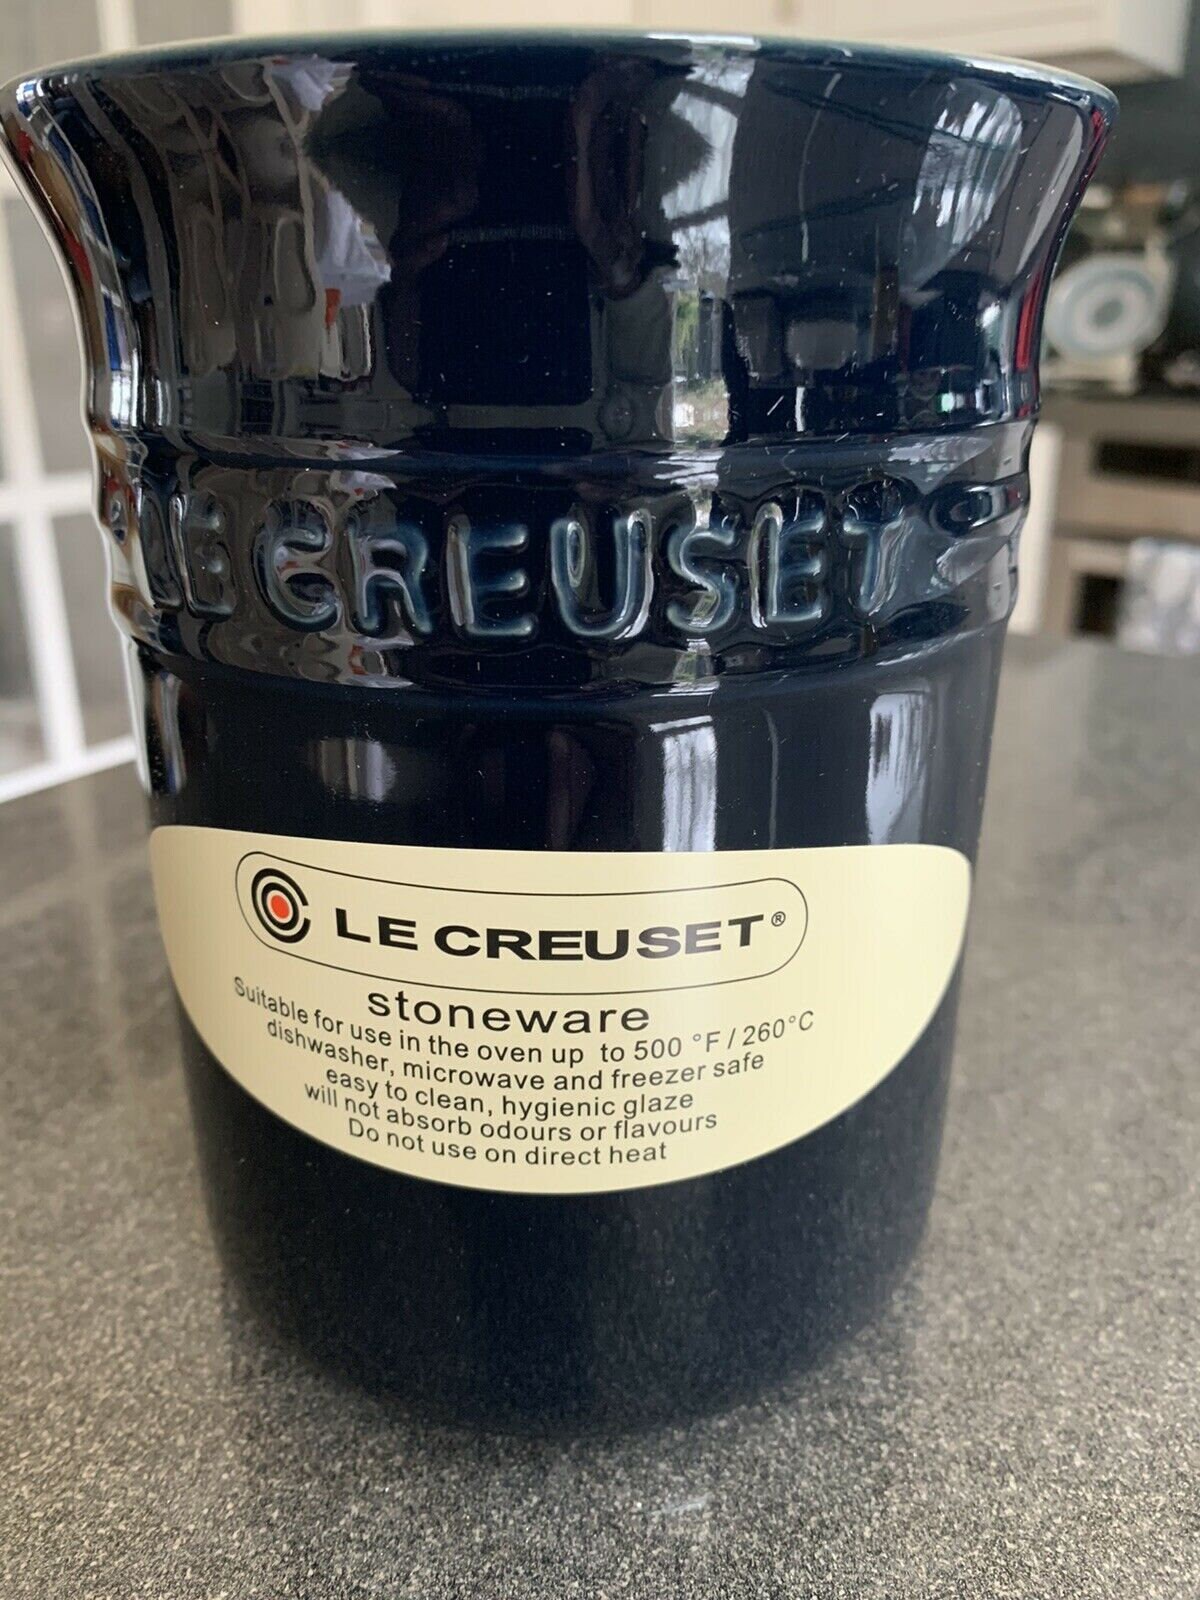 LE CREUSET
LE CREUSET®
stoneware
Suitable for use in the oven up to 500 °F / 260°C
dishwasher, microwave and freezer safe
easy to clean, hygienic glaze
will not absorb odours or flavours
Do not use on direct heat